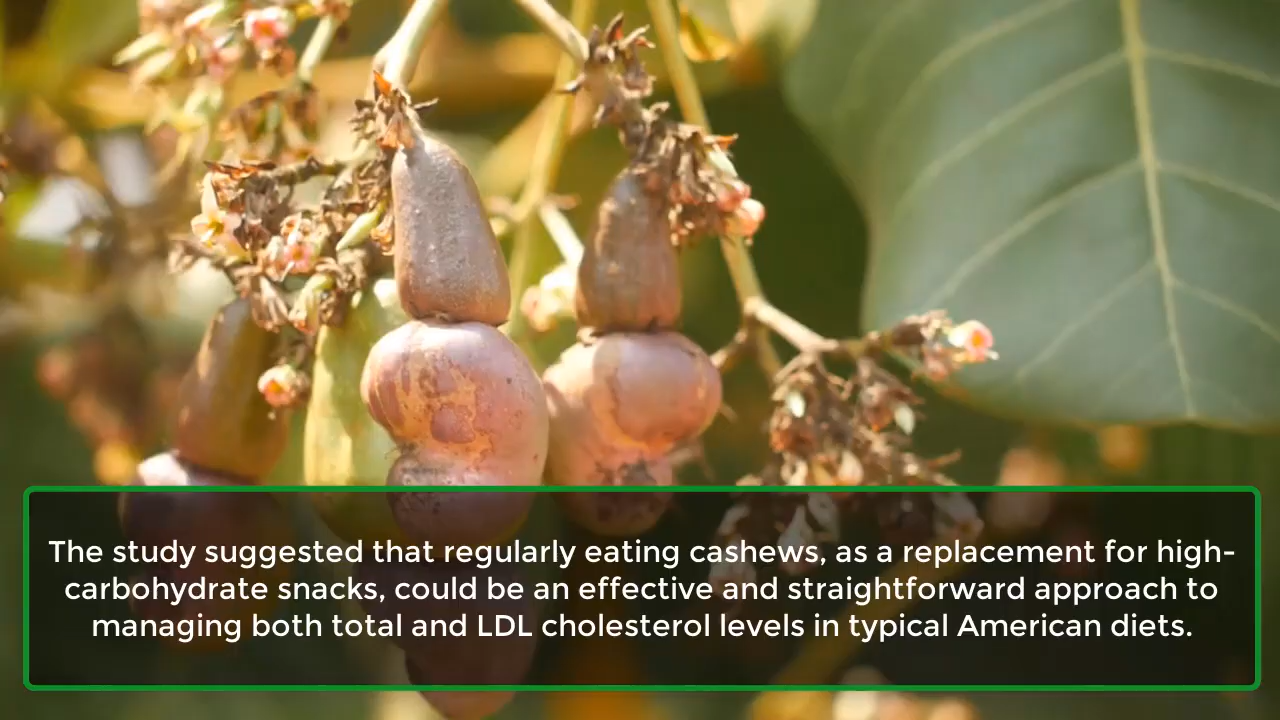 The study suggested that regularly eating cashews, as a replacement for high-
carbohydrate snacks, could be an effective and straightforward approach to
managing both total and LDL cholesterol levels in typical American diets.